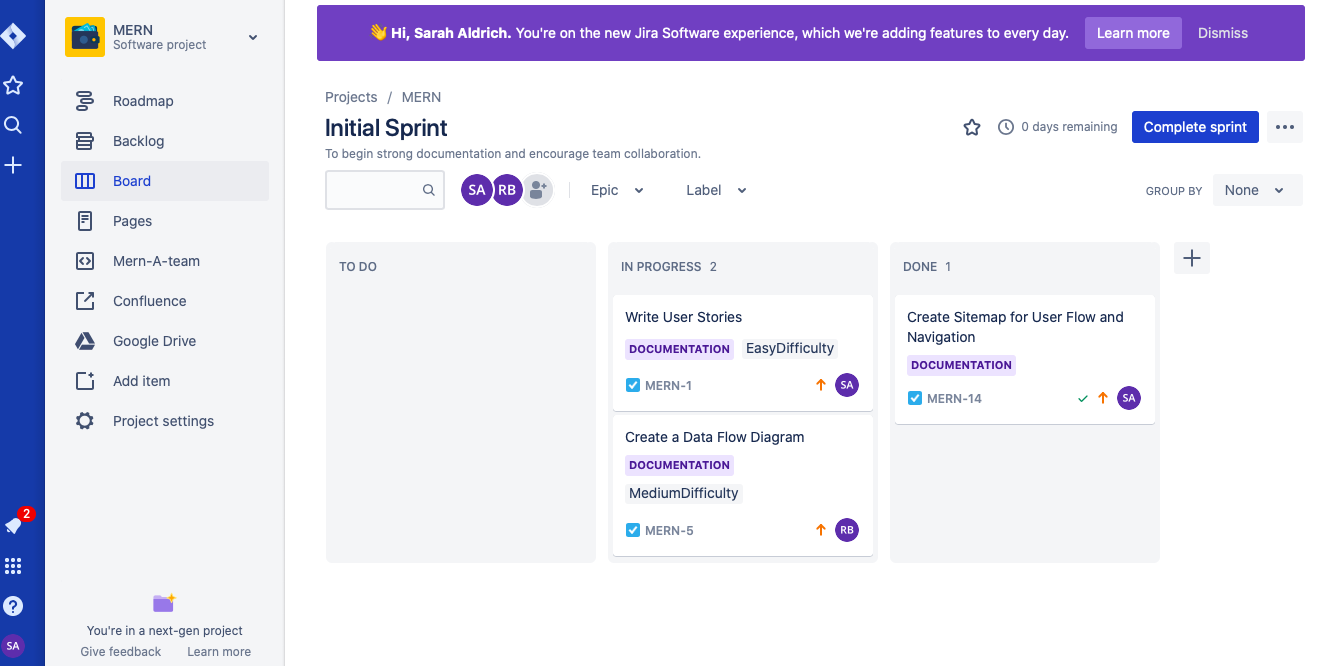 👋 Hi, Sarah Aldrich. You're on the new Jira Software experience, which we're adding features to every day. Learn more Dismiss
MERN
Software project
Roadmap
Backlog
Board
Pages
Mern-A-team
Confluence
Google Drive
Add item
Project settings
2
?
SA
You're in a next-gen project
Give feedback Learn more
Projects / MERN
Initial Sprint
0 days remaining Complete sprint
To begin strong documentation and encourage team collaboration.
SA RB Epic Label GROUP BY None
TO DO
IN PROGRESS 2
Write User Stories
DOCUMENTATION EasyDifficulty
MERN-1 SA
Create a Data Flow Diagram
DOCUMENTATION
MediumDifficulty
MERN-5 RB
DONE 1
Create Sitemap for User Flow and
Navigation
DOCUMENTATION
MERN-14 SA